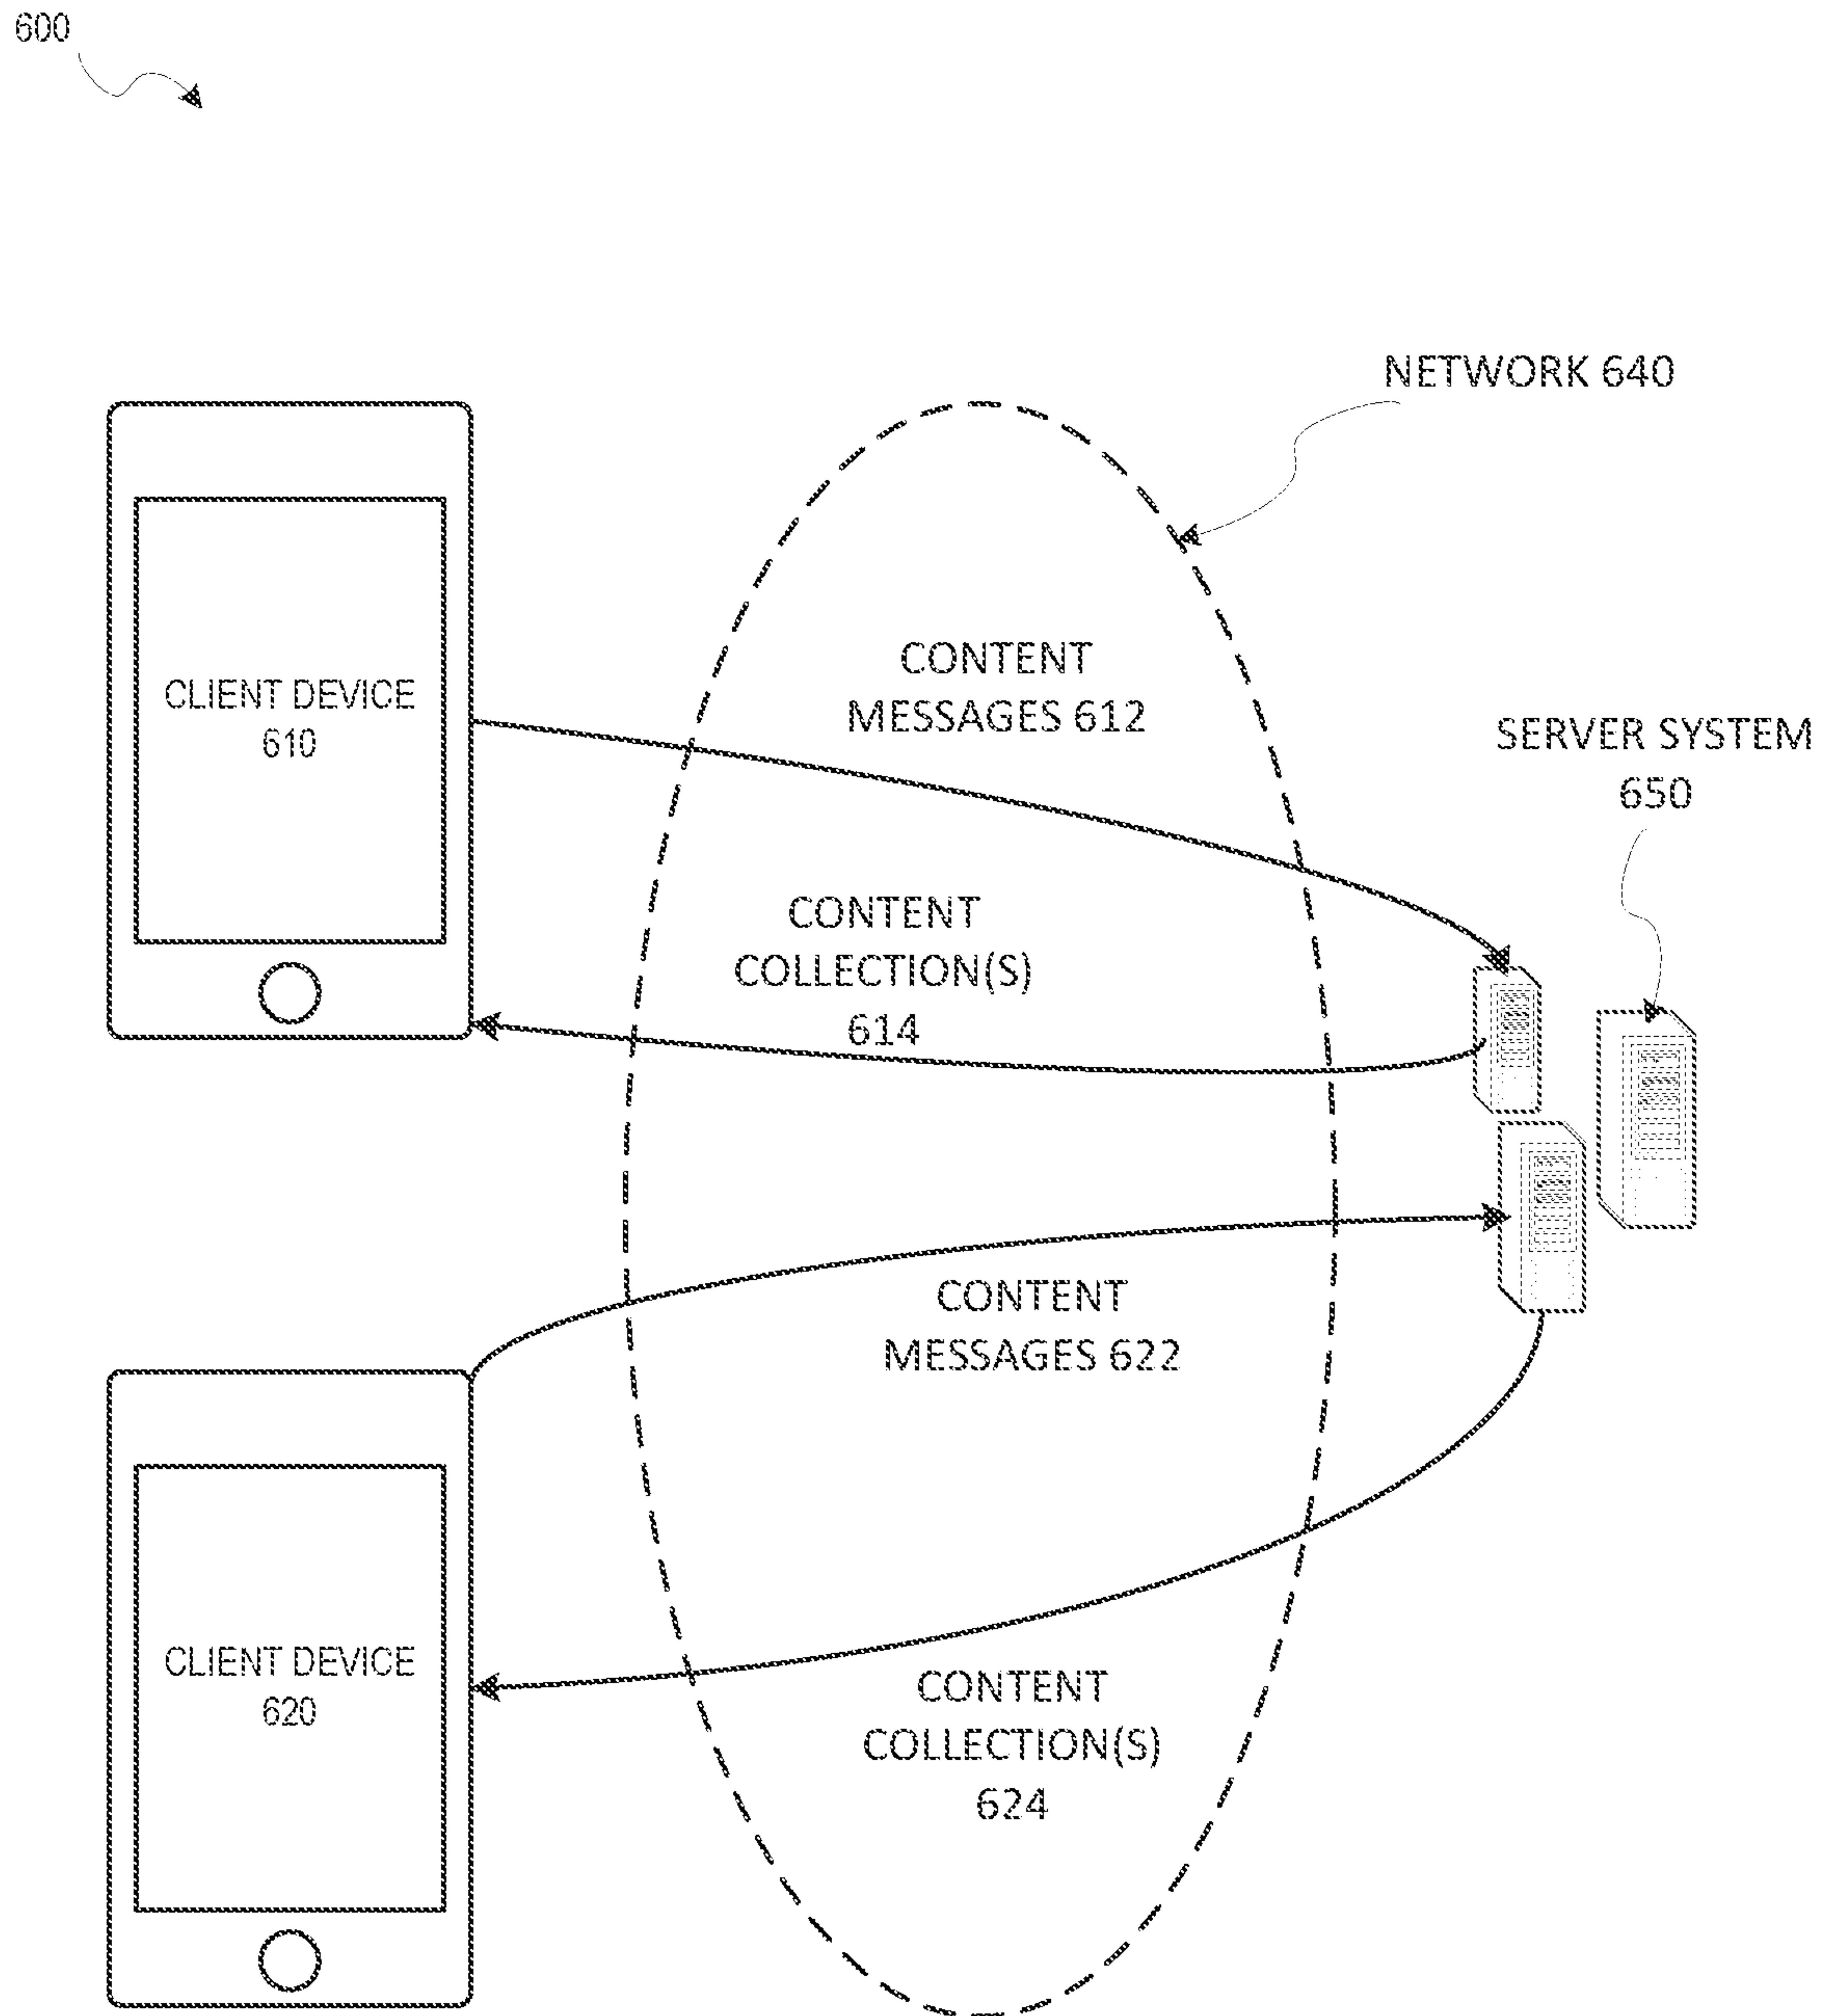 600
NETWORK 640
CLIENT DEVICE
610
CONTENT
MESSAGES 612
SERVER SYSTEM
650
CONTENT
COLLECTION(S)
614
CONTENT
MESSAGES 622
CLIENT DEVICE
620
CONTENT
COLLECTION(S)
624